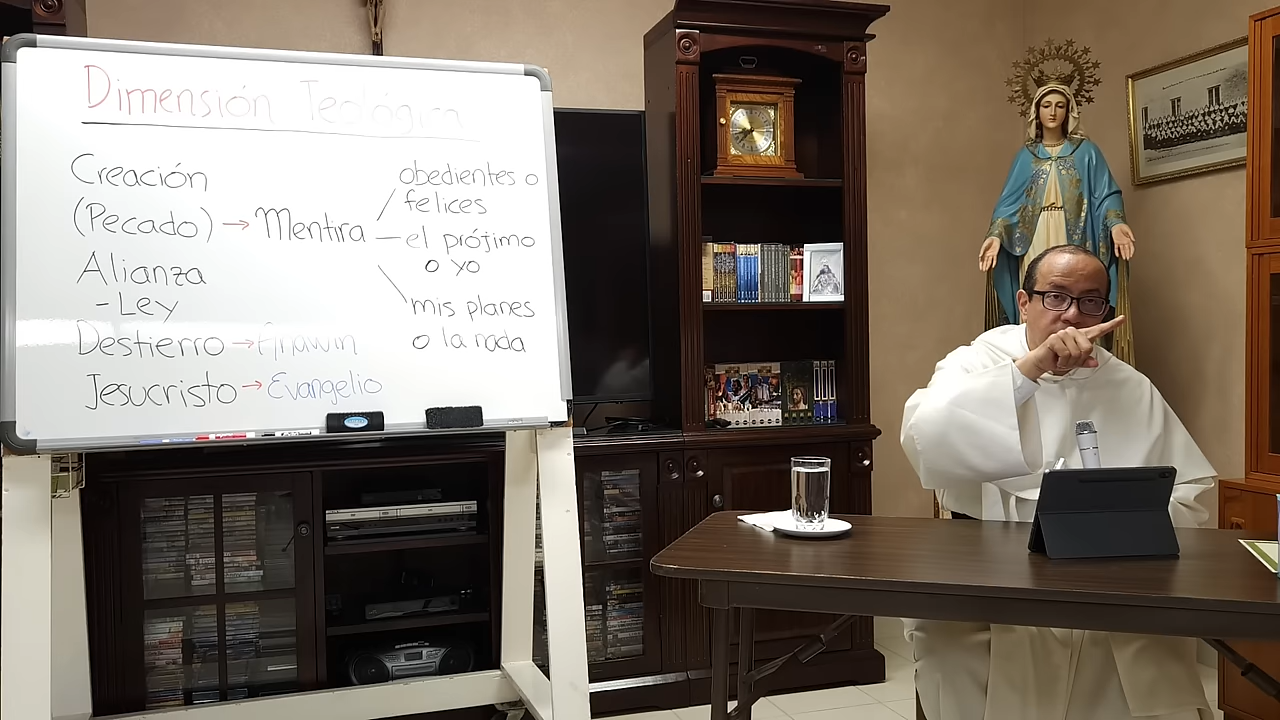 Dimensión Teológica
Creación
(Pecado) → Mentira
obedientes o
felices
el prójimo
o yo
mis planes
o la nada
Alianza
- Ley
Destierro → Anawin
Jesucristo → Evangelio